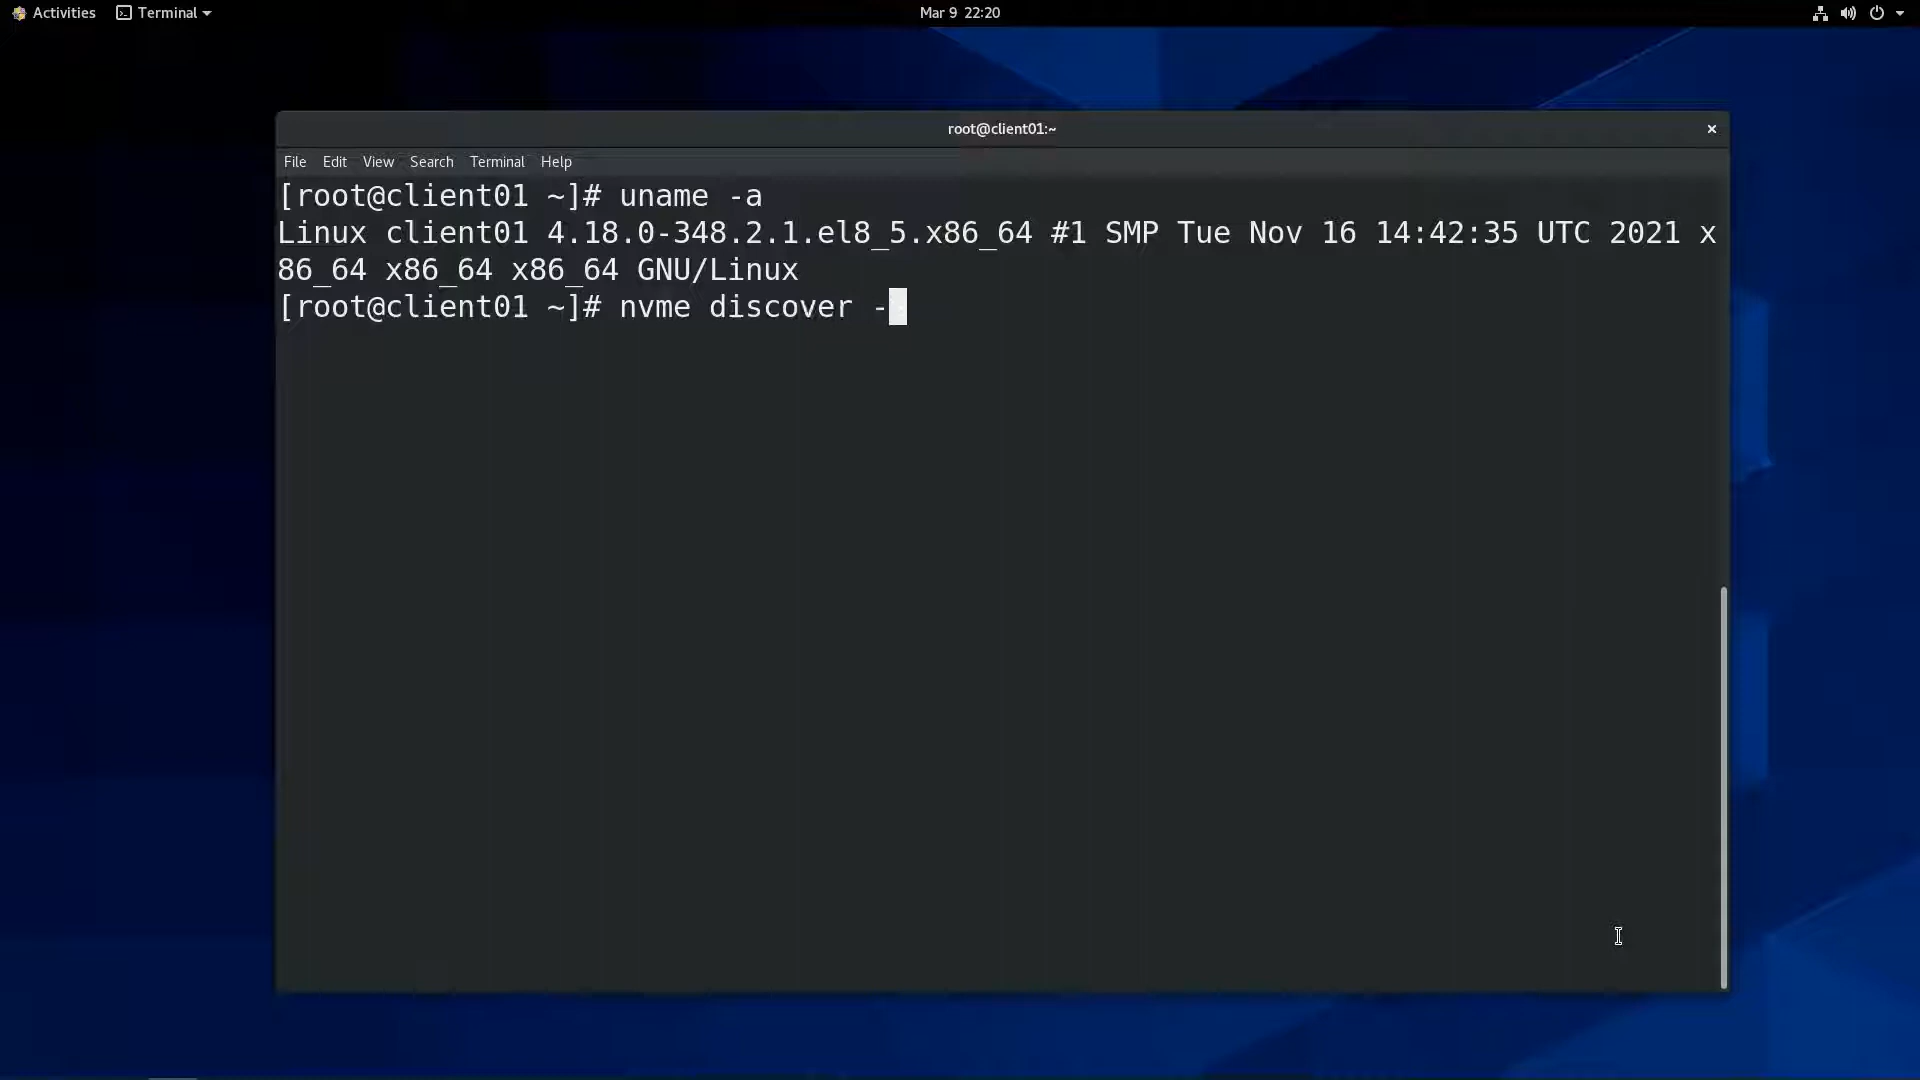 Activities Terminal Mar 9 22:20
root@client01:~ ×
File Edit View Search Terminal Help
[root@client01 ~]# uname -a
Linux client01 4.18.0-348.2.1.el8_5.x86_64 #1 SMP Tue Nov 16 14:42:35 UTC 2021 x
86_64 x86_64 x86_64 GNU/Linux
[root@client01 ~]# nvme discover -